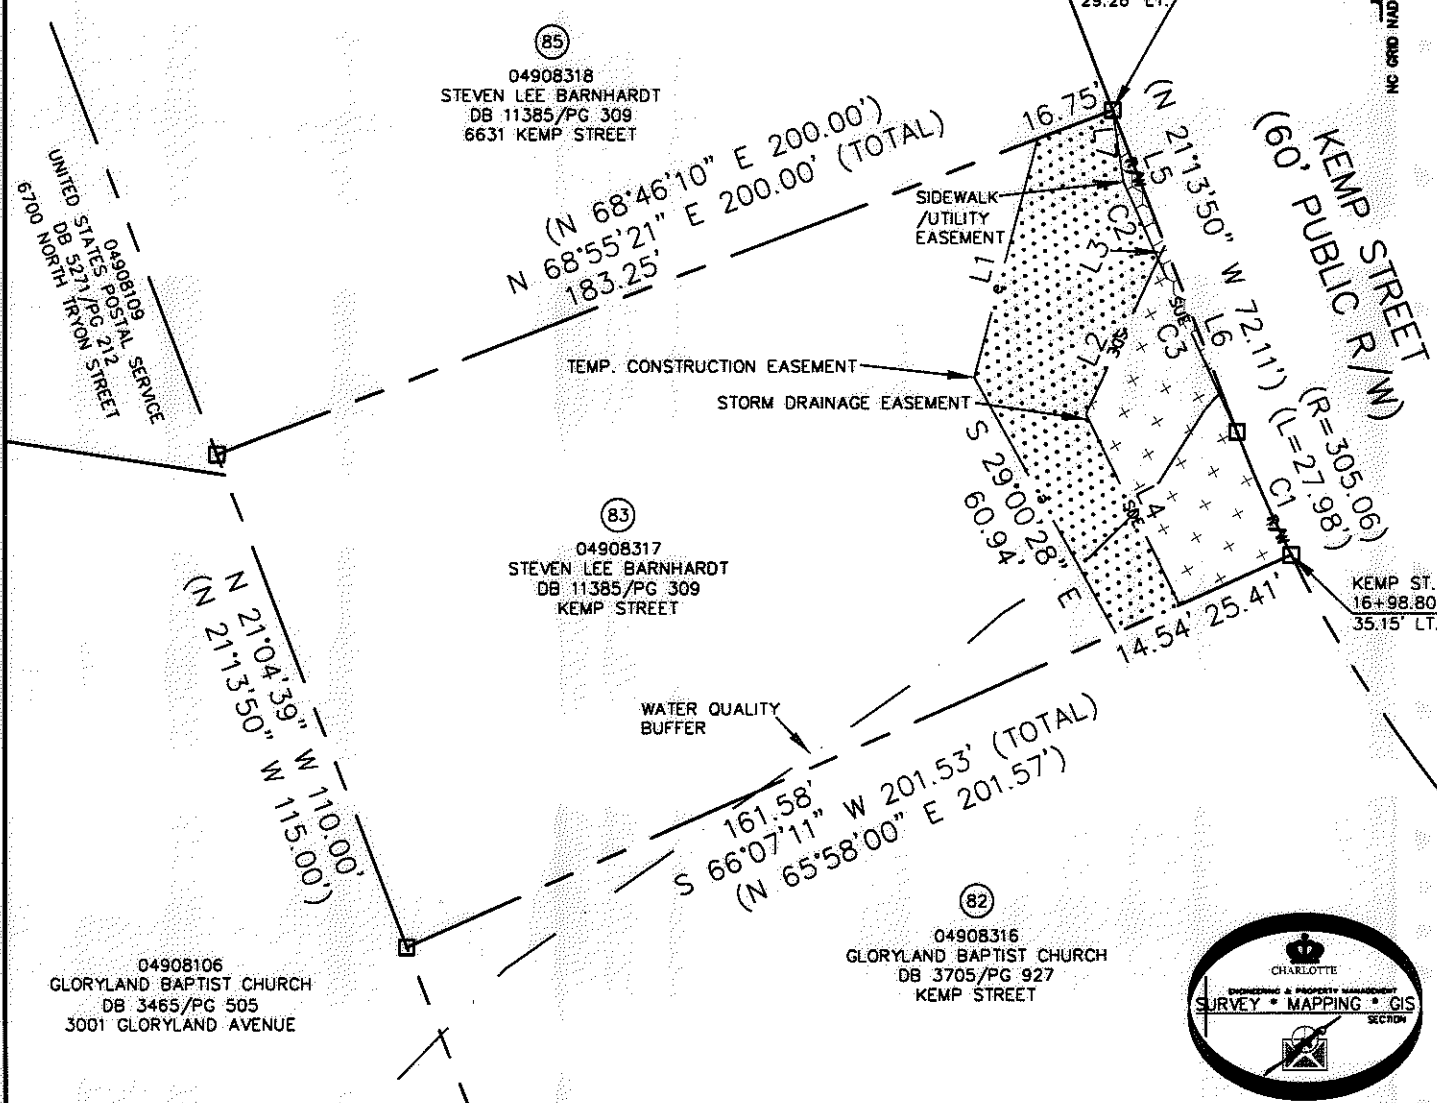 29.26' LT.
NC GRID NAD
85
04908318
STEVEN LEE BARNHARDT
DB 11385/PG 309
6631 KEMP STREET
04908109
UNITED STATES POSTAL SERVICE
DB 5271/PG 212
6700 NORTH TRYON STREET
(N 68°46'10" E 200.00')
N 68°55'21" E 200.00' (TOTAL)
183.25'
16.75'
L7
(N 21°13'50" W 72.11')
R/W
L5
KEMP STREET
(60' PUBLIC R/W)
SIDEWALK
/UTILITY
EASEMENT
C2
L3
L1
e
SUE
L6
C3
L2
TEMP. CONSTRUCTION EASEMENT
STORM DRAINAGE EASEMENT
(R=305.06)
(L=27.98')
C1
R/W
S 29°00'28" E
60.94'
e
L4
SDE
83
04908317
STEVEN LEE BARNHARDT
DB 11385/PG 309
KEMP STREET
KEMP ST.
16+98.80
35.15' LT.
14.54'
25.41'
N 21°04'39" W 110.00'
(N 21°13'50" W 115.00')
WATER QUALITY
BUFFER
161.58'
S 66°07'11" W 201.53' (TOTAL)
(N 65°58'00" E 201.57')
82
04908316
GLORYLAND BAPTIST CHURCH
DB 3705/PG 927
KEMP STREET
04908106
GLORYLAND BAPTIST CHURCH
DB 3465/PG 505
3001 GLORYLAND AVENUE
CHARLOTTE
ENGINEERING & PROPERTY MANAGEMENT
SURVEY * MAPPING * GIS
SECTION